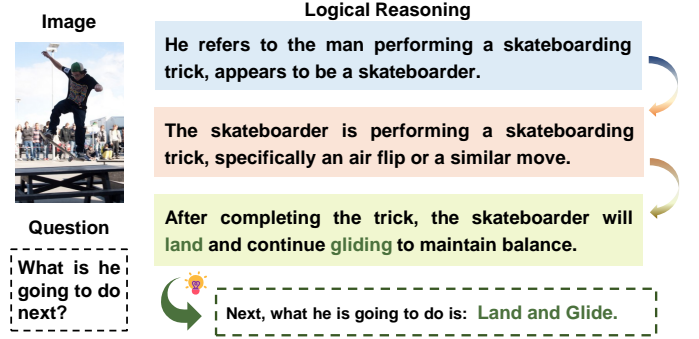 Image
Logical Reasoning
He refers to the man performing a skateboarding
trick, appears to be a skateboarder.
The skateboarder is performing a skateboarding
trick, specifically an air flip or a similar move.
Question
What is he
going to do
next?
After completing the trick, the skateboarder will
land and continue gliding to maintain balance.
Next, what he is going to do is: Land and Glide.